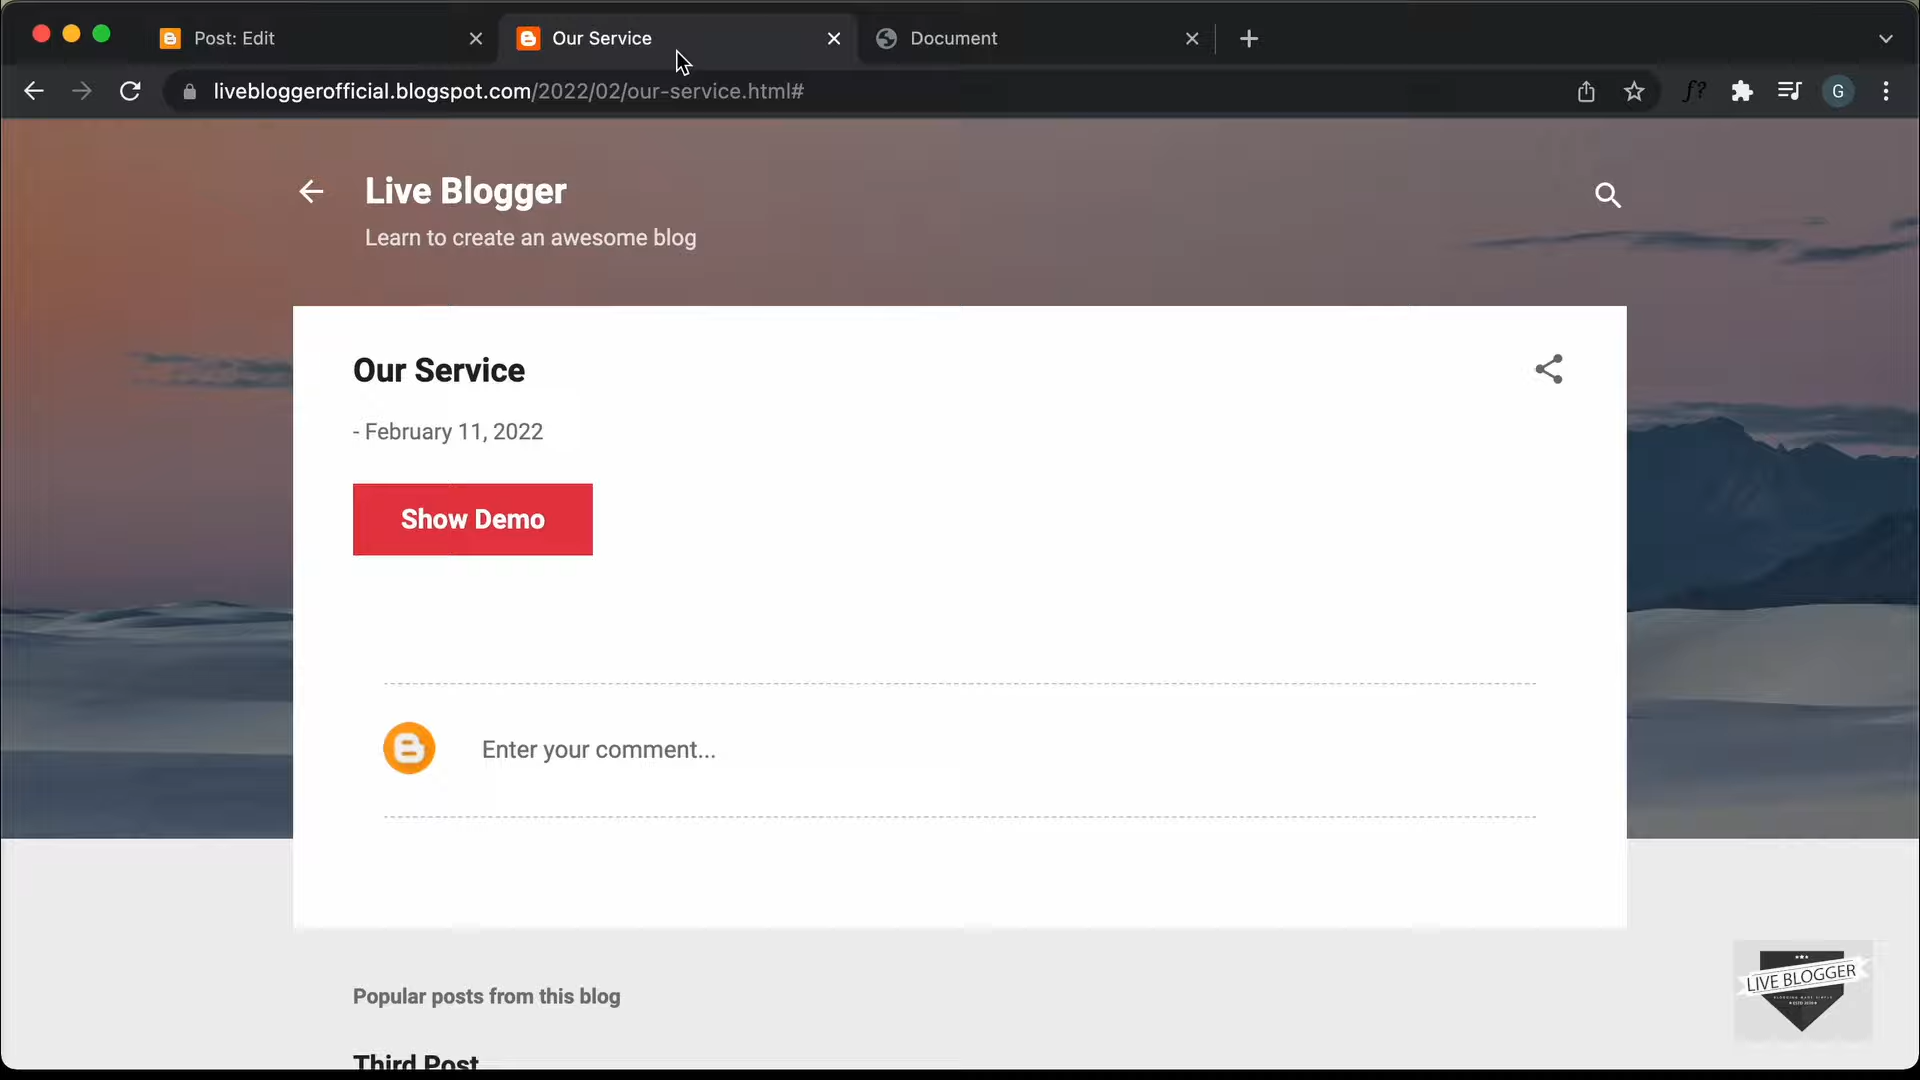 Post: Edit
Our Service
Document
livebloggerofficial.blogspot.com/2022/02/our-service.html#
f?
G
Live Blogger
Learn to create an awesome blog
Our Service
- February 11, 2022
Show Demo
Enter your comment...
LIVE BLOGGER
Popular posts from this blog
Third Post